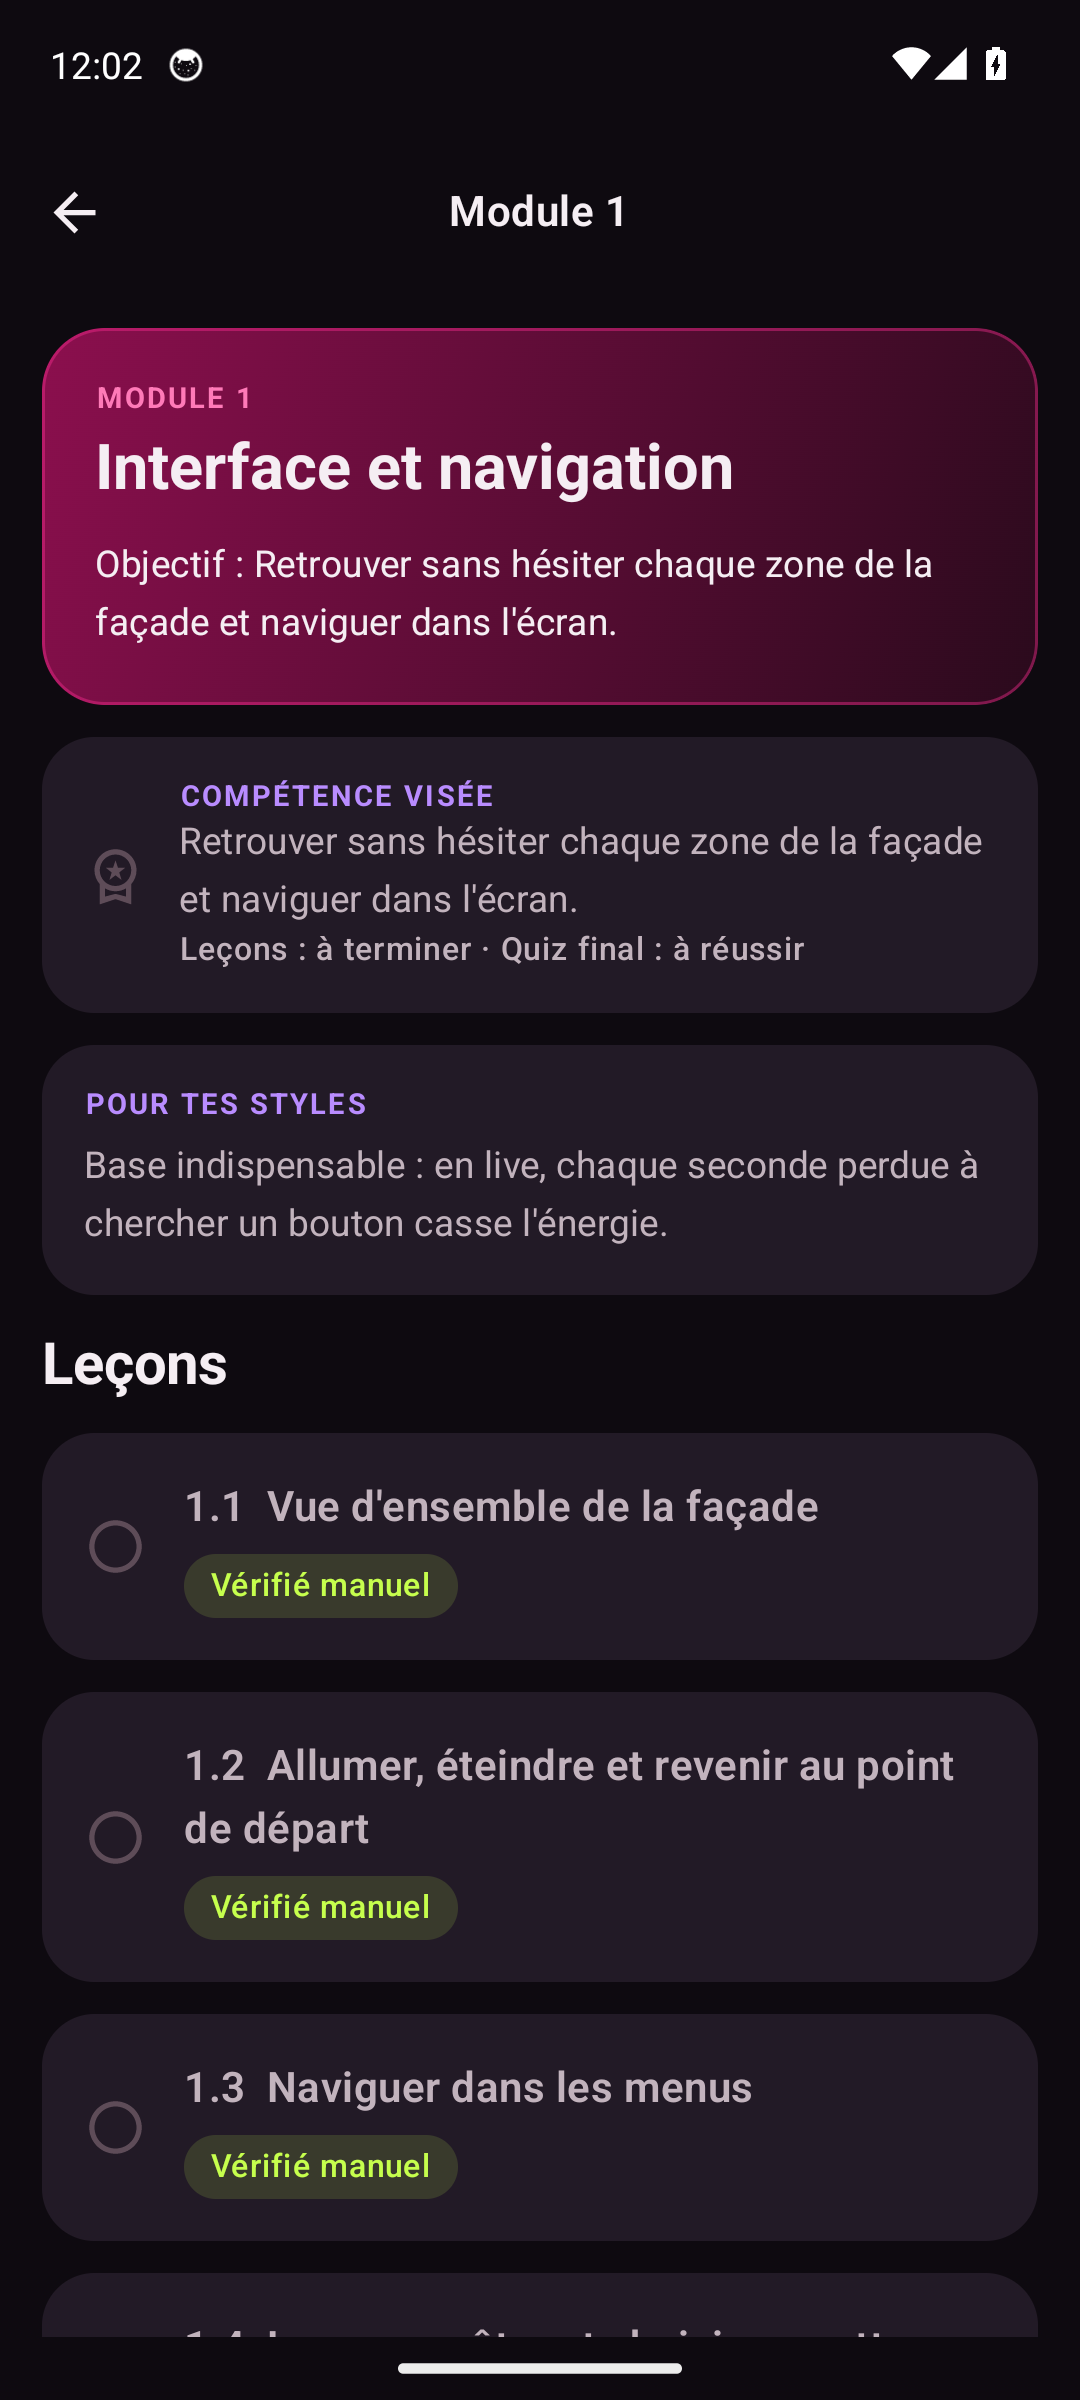 12:02
Module 1
MODULE 1
Interface et navigation
Objectif : Retrouver sans hésiter chaque zone de la
façade et naviguer dans l'écran.
COMPÉTENCE VISÉE
Retrouver sans hésiter chaque zone de la façade
et naviguer dans l'écran.
Leçons : à terminer · Quiz final : à réussir
POUR TES STYLES
Base indispensable : en live, chaque seconde perdue à
chercher un bouton casse l'énergie.
Leçons
1.1 Vue d'ensemble de la façade
Vérifié manuel
1.2 Allumer, éteindre et revenir au point
de départ
Vérifié manuel
1.3 Naviguer dans les menus
Vérifié manuel